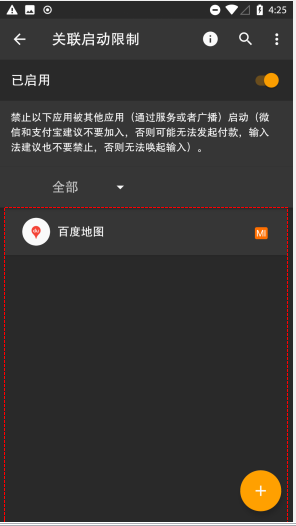 4:25
关联启动限制
已启用
禁止以下应用被其他应用（通过服务或者广播）启动（微
信和支付宝建议不要加入，否则可能无法发起付款，输入
法建议也不要禁止，否则无法唤起输入）。
全部
百度地图
MI